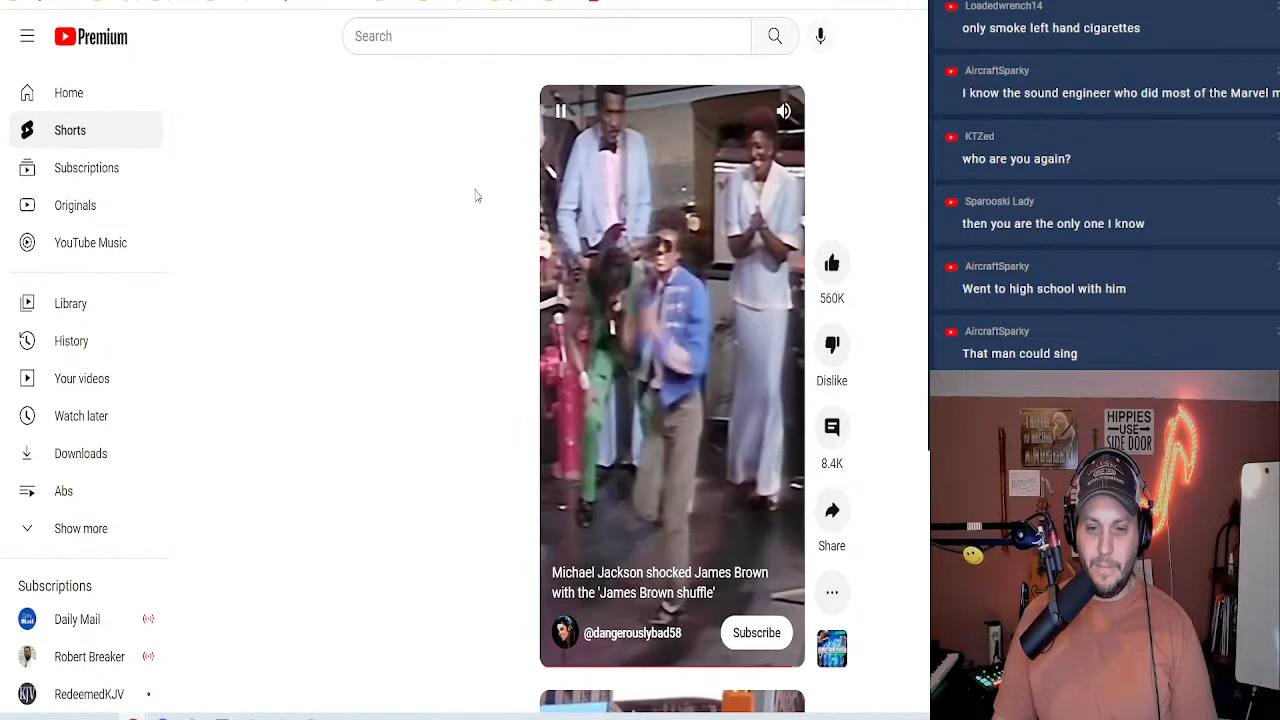 Premium
Search
Home
Shorts
Subscriptions
Originals
YouTube Music
Library
History
Your videos
Watch later
Downloads
Abs
Show more
Subscriptions
Daily Mail
Robert Breaker
KJV
RedeemedKJV
560K
Dislike
8.4K
Share
Michael Jackson shocked James Brown
with the 'James Brown shuffle'
@dangerouslybad58
Subscribe
Loadedwrench14
only smoke left hand cigarettes
AircraftSparky
I know the sound engineer who did most of the Marvel m
KTZed
who are you again?
Sparooski Lady
then you are the only one I know
AircraftSparky
Went to high school with him
AircraftSparky
That man could sing
HIPPIES
USE
SIDE DOOR